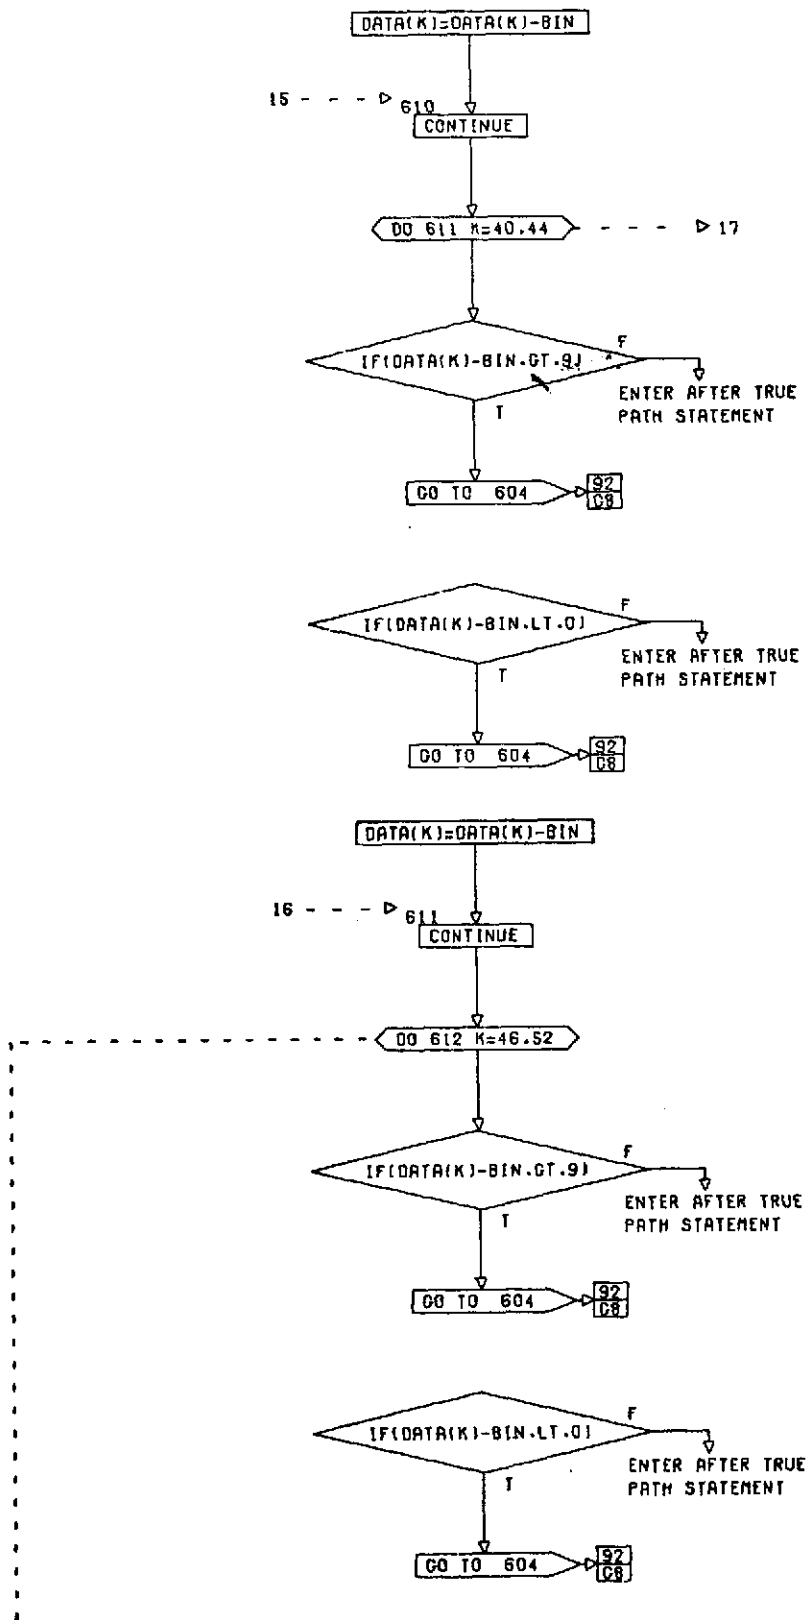 DATA(K)=DATA(K)-BIN
15 - - - ▷ 610
CONTINUE
DO 611 K=40.44 - - - - ▷ 17
IF(DATA(K)-BIN.GT.9)
F
ENTER AFTER TRUE
PATH STATEMENT
T
GO TO 604
92
C8
IF(DATA(K)-BIN.LT.0)
F
ENTER AFTER TRUE
PATH STATEMENT
T
GO TO 604
92
C8
DATA(K)=DATA(K)-BIN
16 - - - ▷ 611
CONTINUE
DO 612 K=46.52
IF(DATA(K)-BIN.GT.9)
F
ENTER AFTER TRUE
PATH STATEMENT
T
GO TO 604
92
C8
IF(DATA(K)-BIN.LT.0)
F
ENTER AFTER TRUE
PATH STATEMENT
T
GO TO 604
92
C8